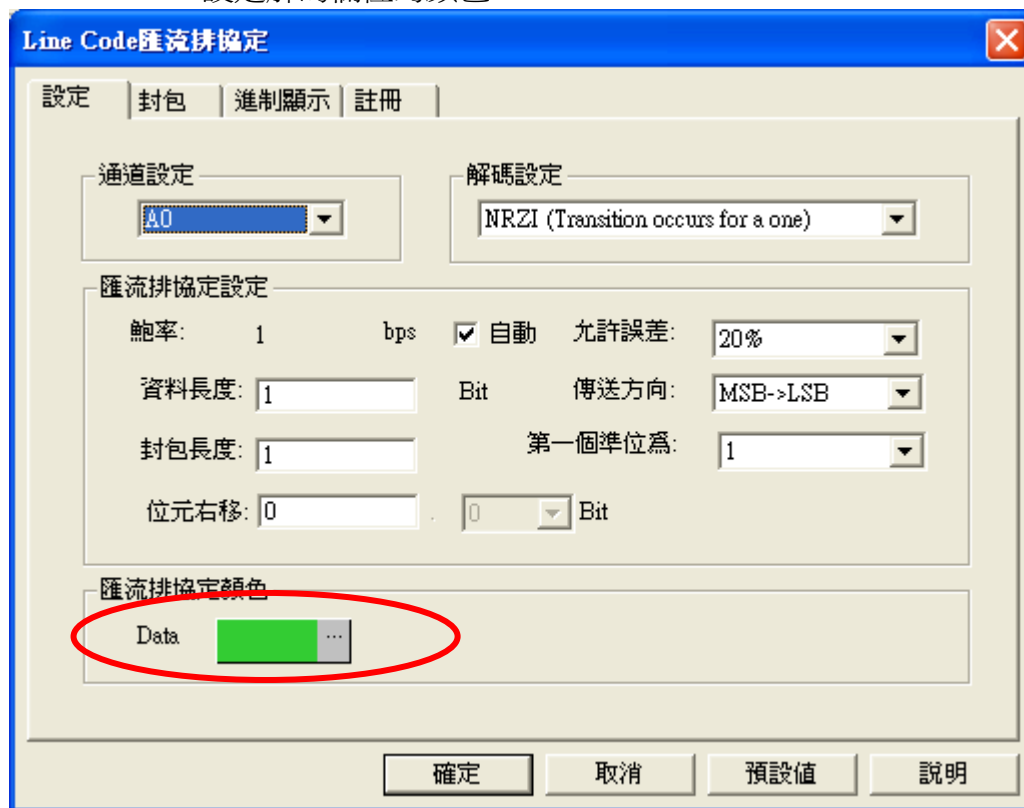 Line Code匯流排協定
設定 封包 進制顯示 註冊
通道設定 解碼設定
A0 NRZI (Transition occurs for a one)
匯流排協定設定
鮑率: 1 bps 自動 允許誤差: 20%
資料長度: 1 Bit 傳送方向: MSB->LSB
封包長度: 1 第一個準位爲: 1
位元右移: 0 . 0 Bit
匯流排協定顏色
Data ...
確定 取消 預設值 說明